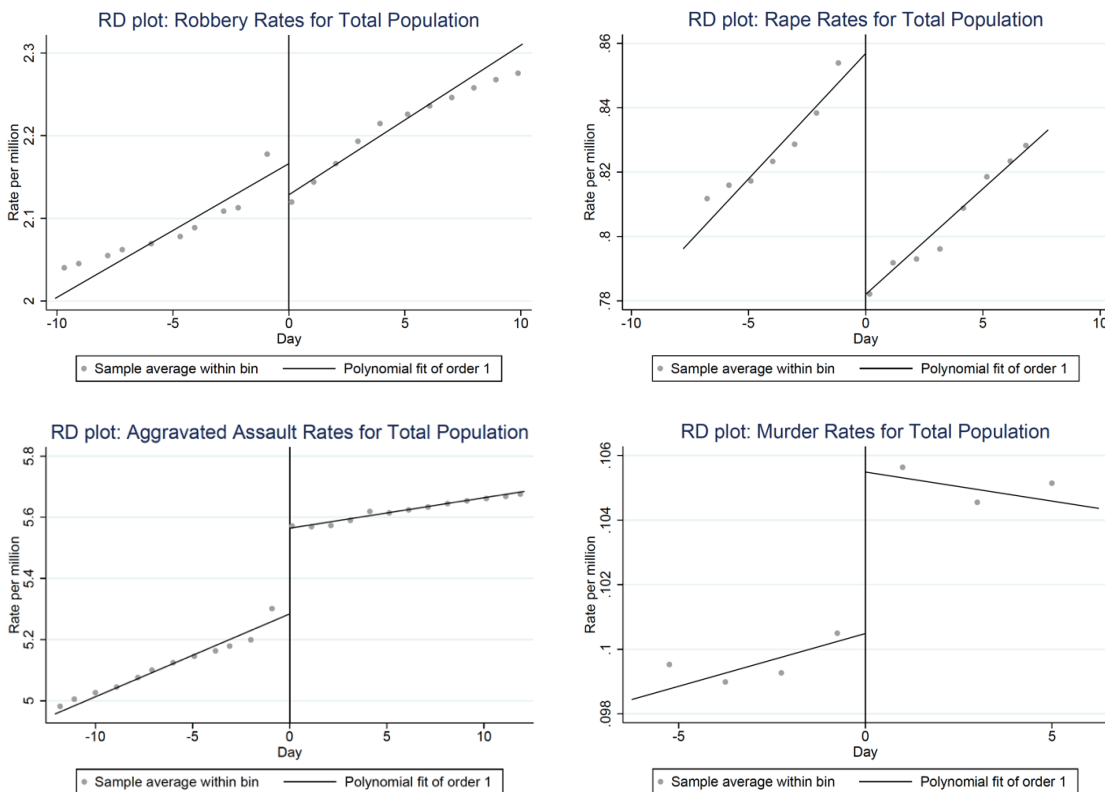 RD plot: Robbery Rates for Total Population
Rate per million
2.3
2.2
2.1
2
-10
-5
0
5
10
Day
Sample average within bin
Polynomial fit of order 1
RD plot: Rape Rates for Total Population
Rate per million
.86
.84
.82
.8
.78
-10
-5
0
5
10
Day
Sample average within bin
Polynomial fit of order 1
RD plot: Aggravated Assault Rates for Total Population
Rate per million
5.8
5.6
5.4
5.2
5
-10
-5
0
5
10
Day
Sample average within bin
Polynomial fit of order 1
RD plot: Murder Rates for Total Population
Rate per million
.106
.104
.102
.1
.098
-5
0
5
Day
Sample average within bin
Polynomial fit of order 1